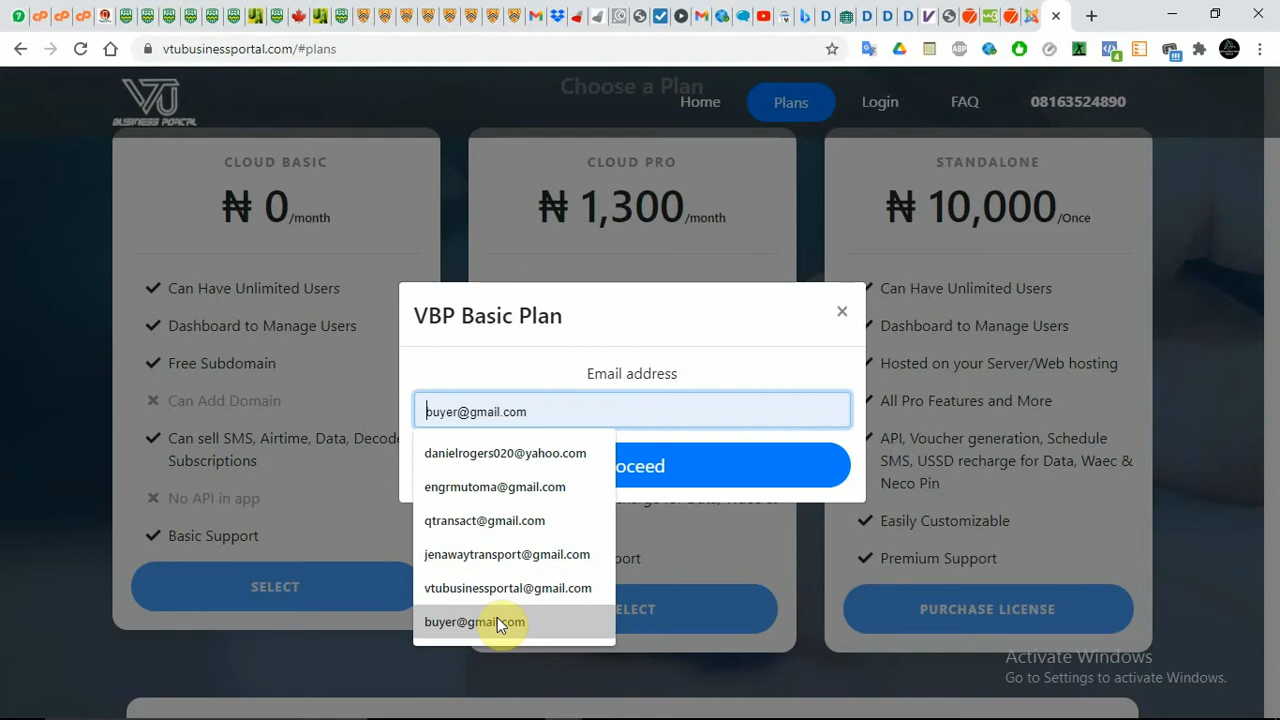 vtubusinessportal.com/#plans
VTU
BUSINESS PORTAL
Choose a Plan
Home
Plans
Login
FAQ
08163524890
CLOUD BASIC
₦ 0/month
Can Have Unlimited Users
Dashboard to Manage Users
Free Subdomain
Can Add Domain
Can sell SMS, Airtime, Data, Decode
Subscriptions
No API in app
Basic Support
SELECT
CLOUD PRO
₦ 1,300/month
STANDALONE
₦ 10,000/Once
Can Have Unlimited Users
Dashboard to Manage Users
Hosted on your Server/Web hosting
All Pro Features and More
API, Voucher generation, Schedule
SMS, USSD recharge for Data, Waec &
Neco Pin
Easily Customizable
Premium Support
PURCHASE LICENSE
VBP Basic Plan
×
Email address
buyer@gmail.com
danielrogers020@yahoo.com
engrmutoma@gmail.com
qtransact@gmail.com
jenawaytransport@gmail.com
vtubusinessportal@gmail.com
buyer@gmail.com
Activate Windows
Go to Settings to activate Windows.